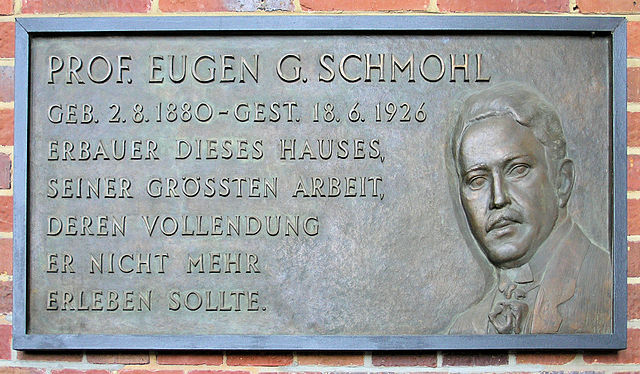 PROF. EUGEN G. SCHMOHL
GEB. 2.8.1880-GEST. 18.6.1926
ERBAUER DIESES HAUSES,
SEINER GRÖSSTEN ARBEIT,
DEREN VOLLENDUNG
ER NICHT MEHR
ERLEBEN SOLLTE.